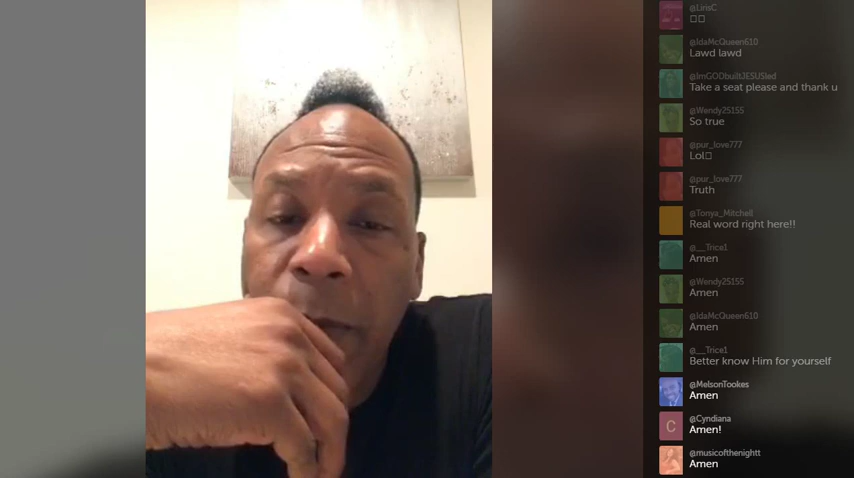 @LirisC
@IdaMcQueen610
Lawd lawd
@ImGODbuiltJESUSled
Take a seat please and thank u
@Wendy25155
So true
@pur_love777
Lol
@pur_love777
Truth
@Tonya_Mitchell
Real word right here!!
@__Trice1
Amen
@Wendy25155
Amen
@IdaMcQueen610
Amen
@__Trice1
Better know Him for yourself
@MelsonTookes
Amen
C
@Cyndiana
Amen!
@musicofthenightt
Amen